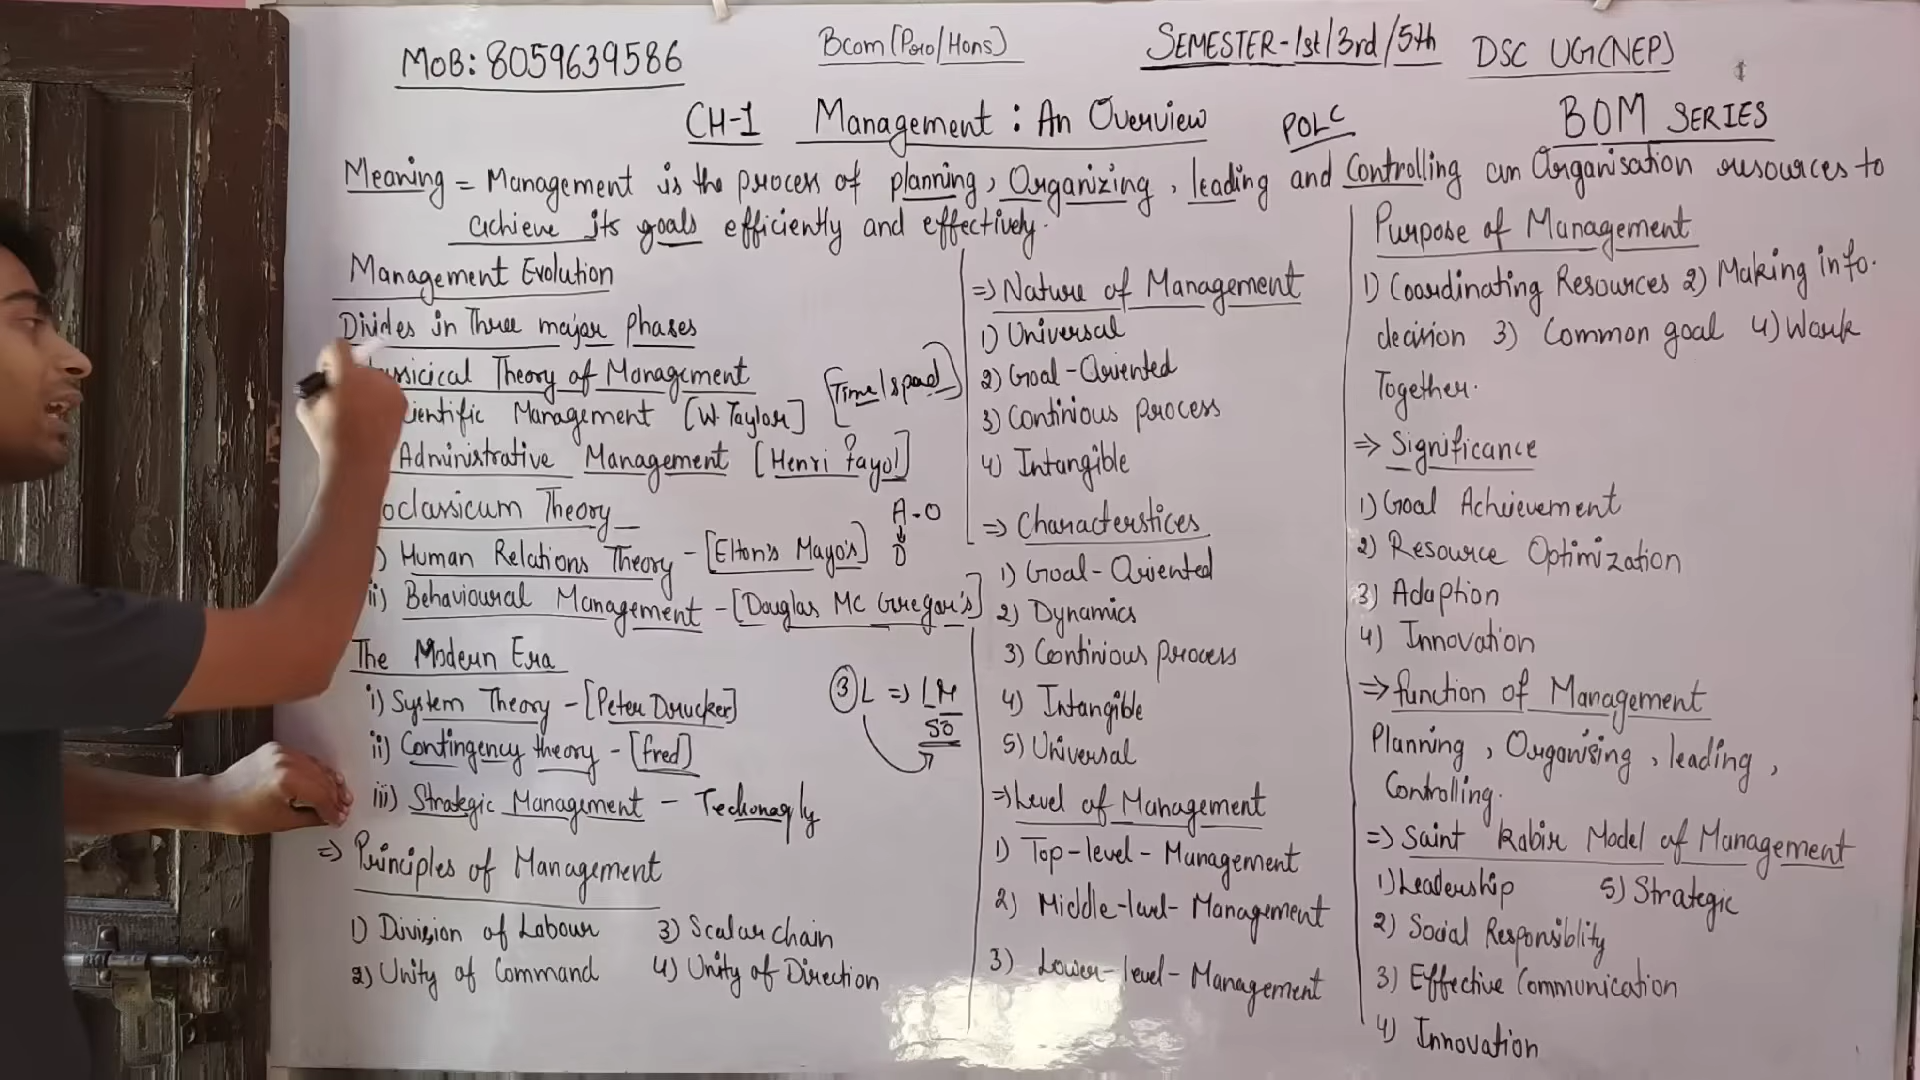 MOB: 8059639586
Bcom (Pro/Hons)
SEMESTER-1st/3rd/5th
DSC UG(NEP)
CH-1 Management : An Overview
POLC
BOM SERIES
Meaning = Management is the process of planning, Organizing, leading and Controlling an Organisation resources to
achieve its goals efficiently and effectively.
Management Evolution
Divides in Three major phases
Theory of Management
Management [W Taylor]
[Time/speed]
Administrative Management [Henri fayol]
Theory
A-O
D
Human Relations Theory - [Elton's Mayo's]
ii) Behavioural Management - [Douglas MC Gregor's]
The Modern Era
i) System Theory - [Peter Drucker]
ii) Contingency theory - [fred]
iii) Strategic Management -
3 L => LM
50
=> Principles of Management
1) Division of Labour 3) Scalar chain
2) Unity of Command 4) Unity of Direction
=> Nature of Management
1) Universal
2) Goal-Oriented
3) Continious process
4) Intangible
=> Characterstices
1) Goal-Oriented
2) Dynamics
3) Continious process
4) Intangible
5) Universal
=> Level of Management
1) Top-level-Management
2) Middle-level-Management
3) Lower-level-Management
Purpose of Management
1) Coordinating Resources 2) Making info.
decision 3) Common goal 4) Work
Together.
=> Significance
1) Goal Achievement
2) Resource Optimization
3) Adaption
4) Innovation
=> function of Management
Planning, Organising, leading,
Controlling.
=> Saint Kabir Model of Management
1) Leadership 5) Strategic
2) Social Responsiblity
3) Effective Communication
4) Innovation